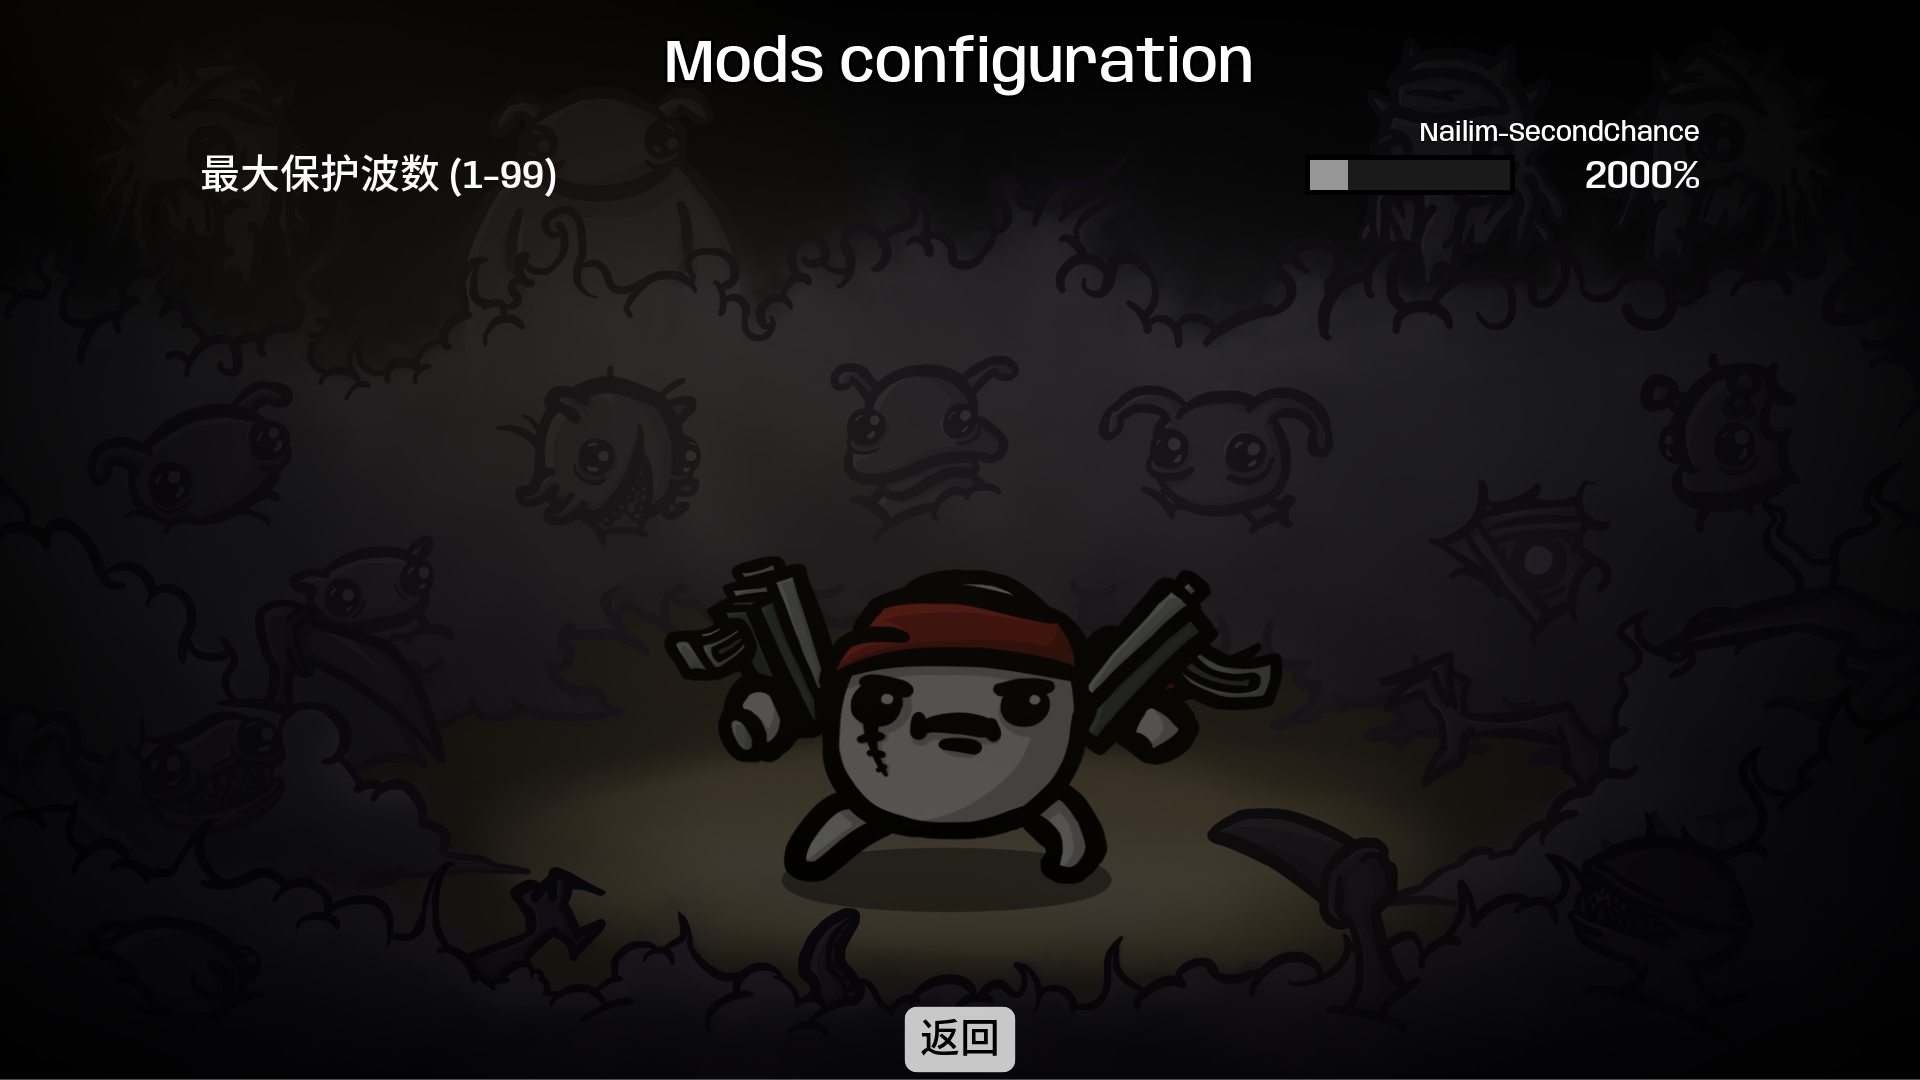 Mods configuration
Nailim-SecondChance
最大保护波数 (1-99)
2000%
返回